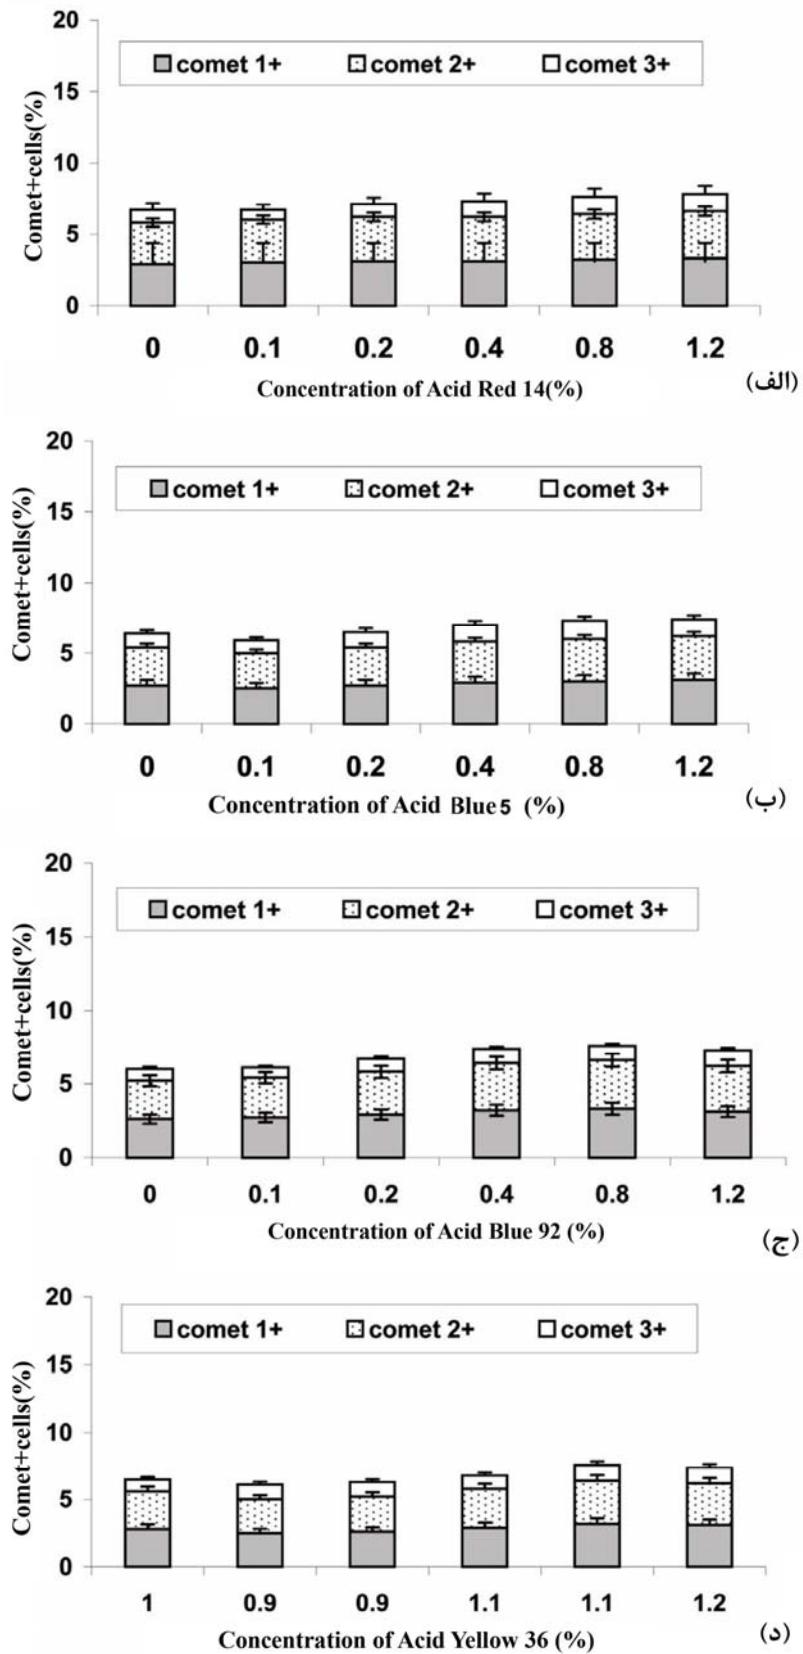 20
comet 1+ comet 2+ comet 3+
15
10
5
0
Comet+cells(%)
0 0.1 0.2 0.4 0.8 1.2
Concentration of Acid Red 14(%)
(الف)
20
comet 1+ comet 2+ comet 3+
15
10
5
0
Comet+cells(%)
0 0.1 0.2 0.4 0.8 1.2
Concentration of Acid Blue 5 (%)
(ب)
20
comet 1+ comet 2+ comet 3+
15
10
5
0
Comet+cells(%)
0 0.1 0.2 0.4 0.8 1.2
Concentration of Acid Blue 92 (%)
(ج)
20
comet 1+ comet 2+ comet 3+
15
10
5
0
Comet+cells(%)
1 0.9 0.9 1.1 1.1 1.2
Concentration of Acid Yellow 36 (%)
(د)